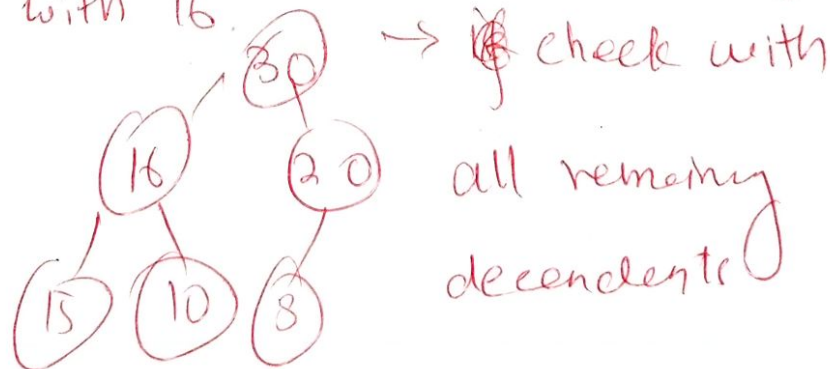 with 16.
30 → check with
16 20 all remaining
15 10 8 decendents